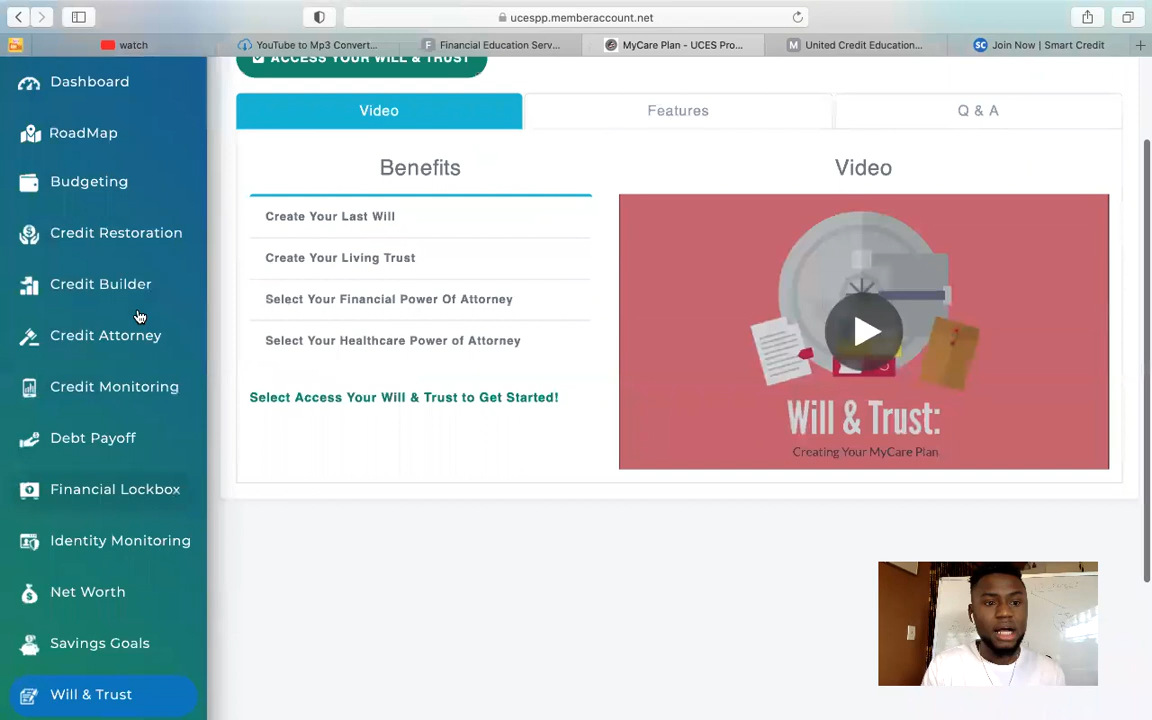 ucespp.memberaccount.net
watch
YouTube to Mp3 Convert...
Financial Education Serv...
MyCare Plan - UCES Pro...
United Credit Education...
Join Now | Smart Credit
Dashboard
RoadMap
Budgeting
Credit Restoration
Credit Builder
Credit Attorney
Credit Monitoring
Debt Payoff
Financial Lockbox
Identity Monitoring
Net Worth
Savings Goals
Will & Trust
ACCESS YOUR WILL & TRUST
Video
Features
Q & A
Benefits
Create Your Last Will
Create Your Living Trust
Select Your Financial Power Of Attorney
Select Your Healthcare Power of Attorney
Select Access Your Will & Trust to Get Started!
Video
Will & Trust:
Creating Your MyCare Plan